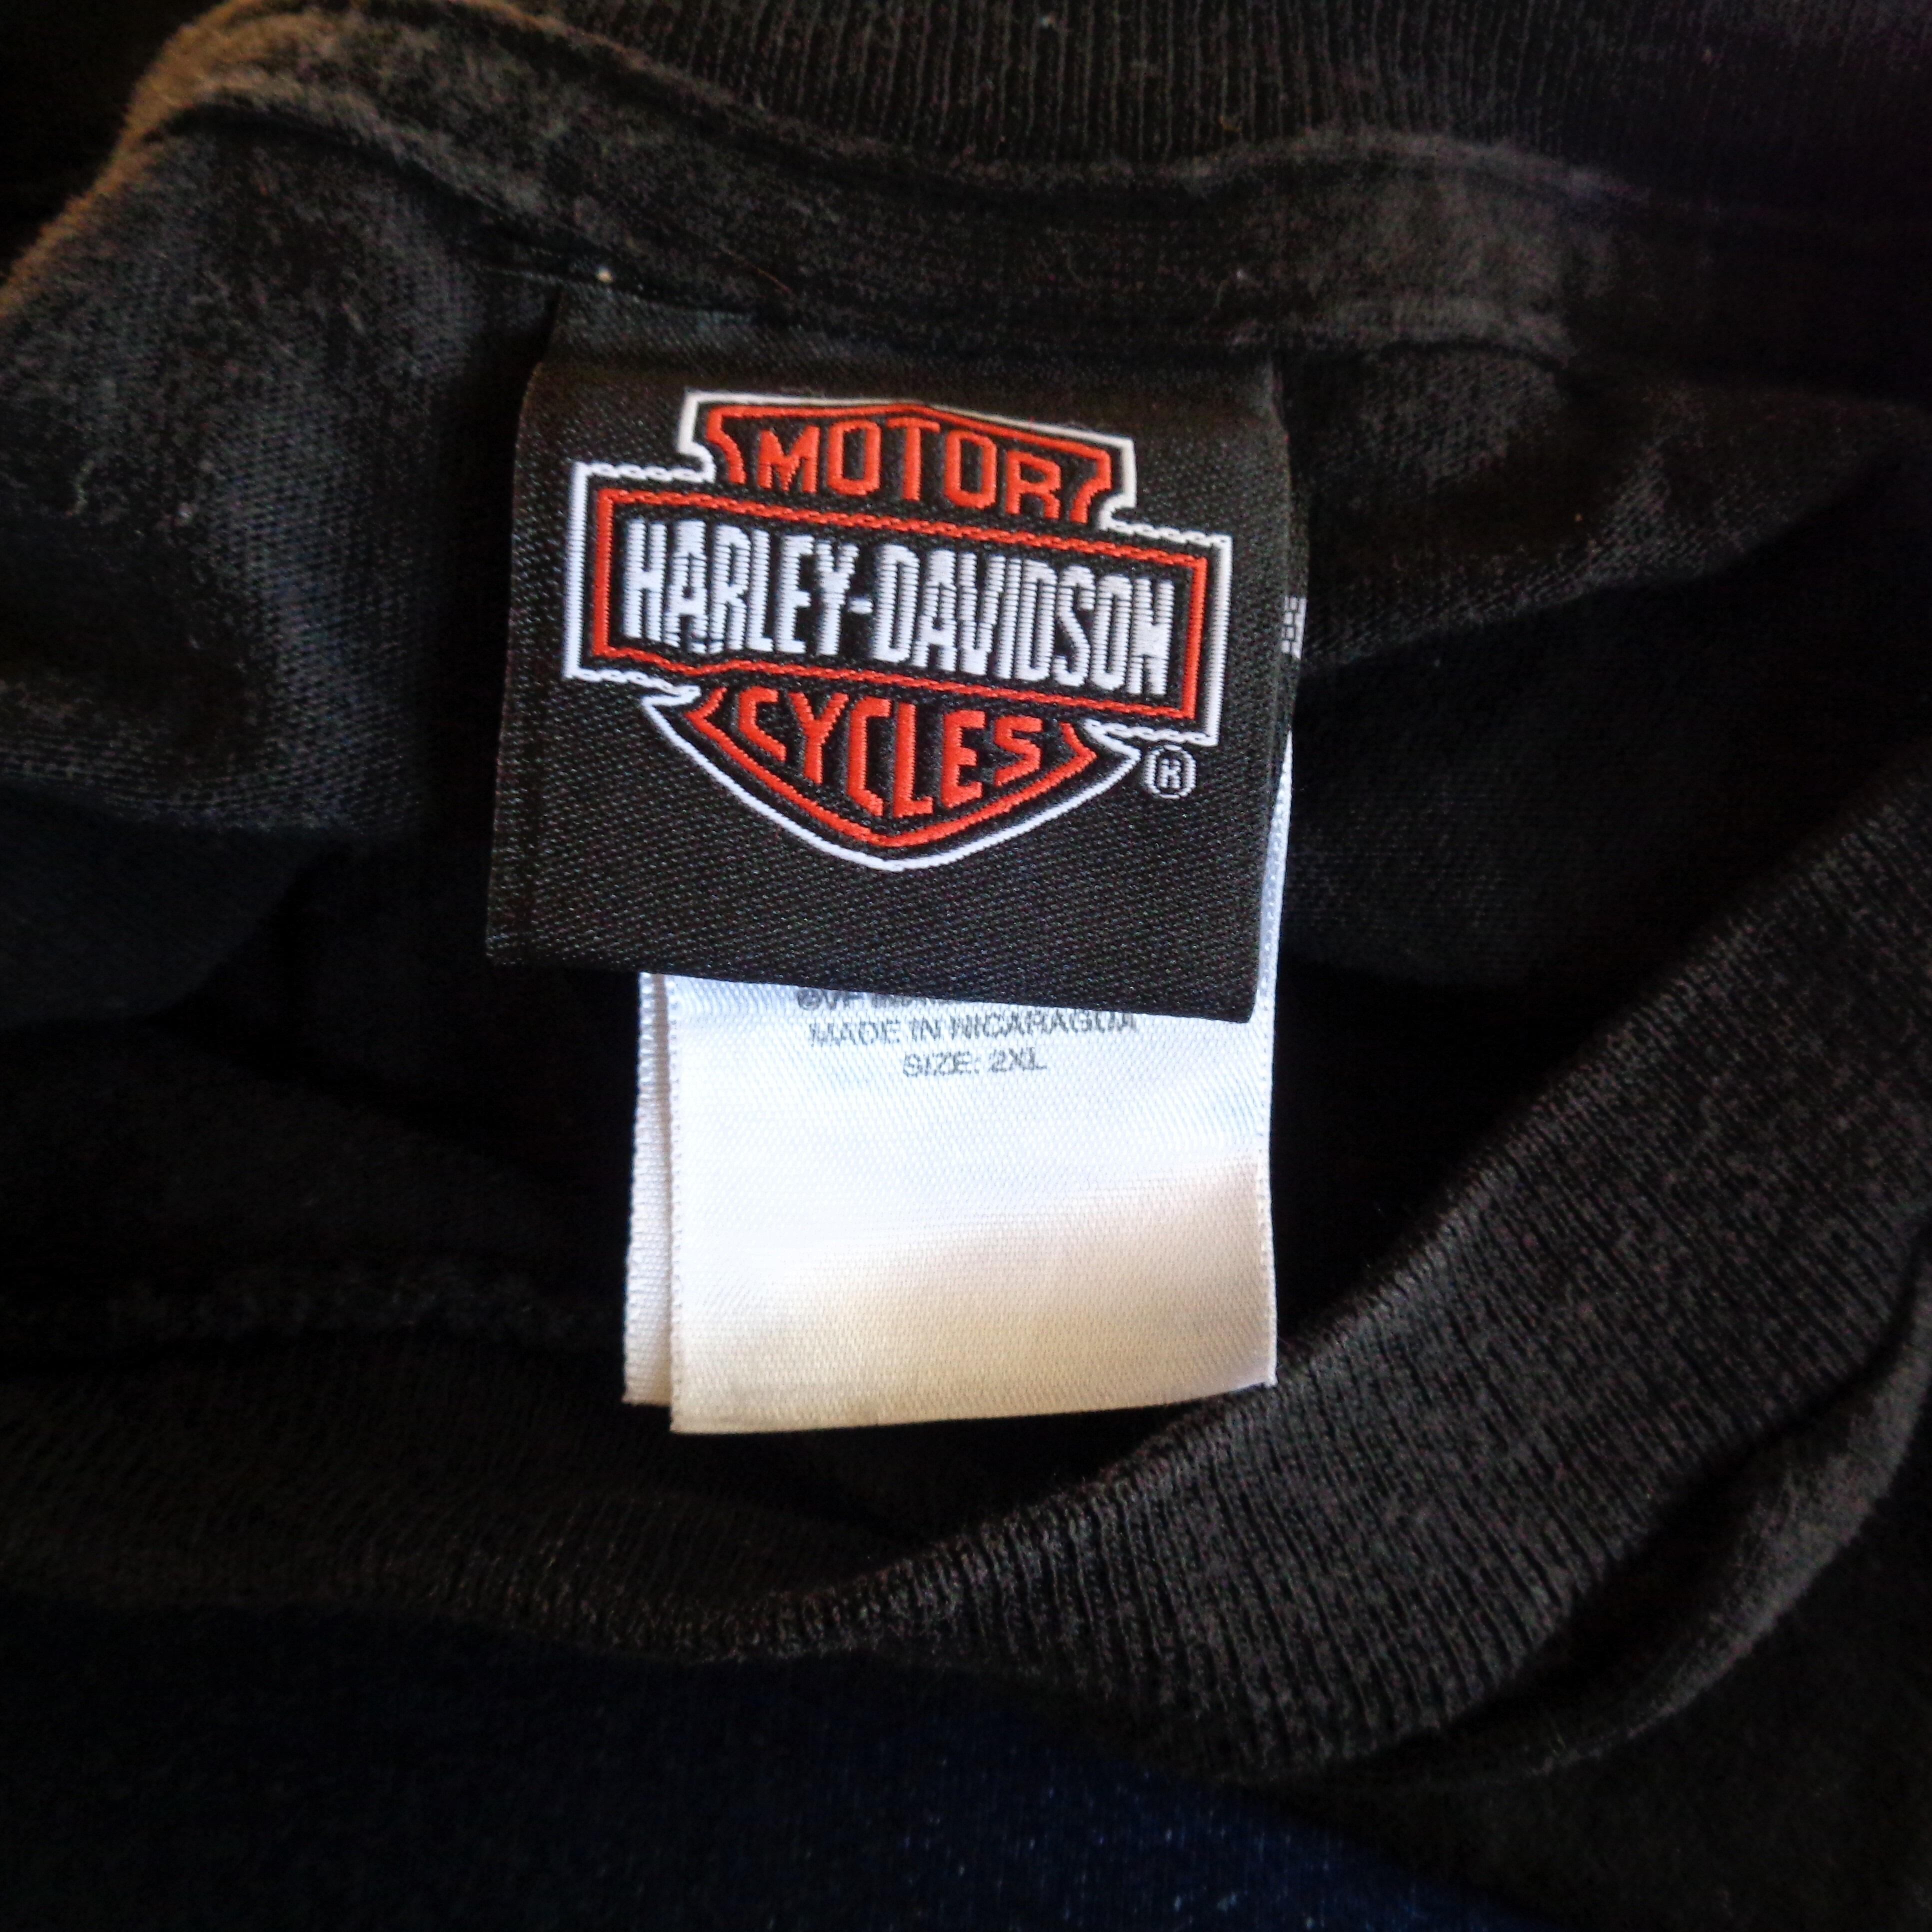 MOTOR
HARLEY-DAVIDSON
CYCLES
®
MADE IN NICARAGUA
SIZE: 2XL